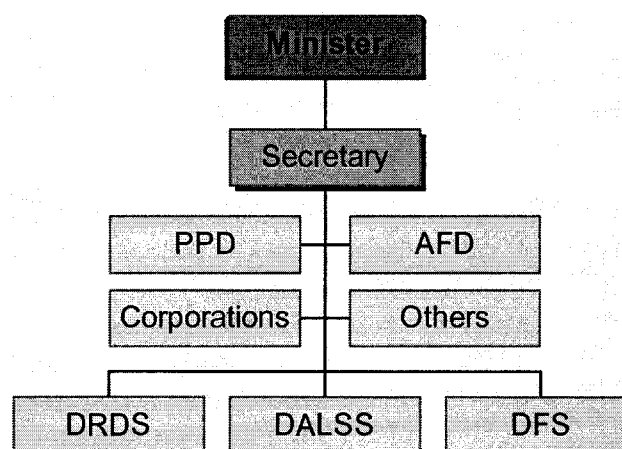 Minister
Secretary
PPD
AFD
Corporations
Others
DRDS
DALSS
DFS